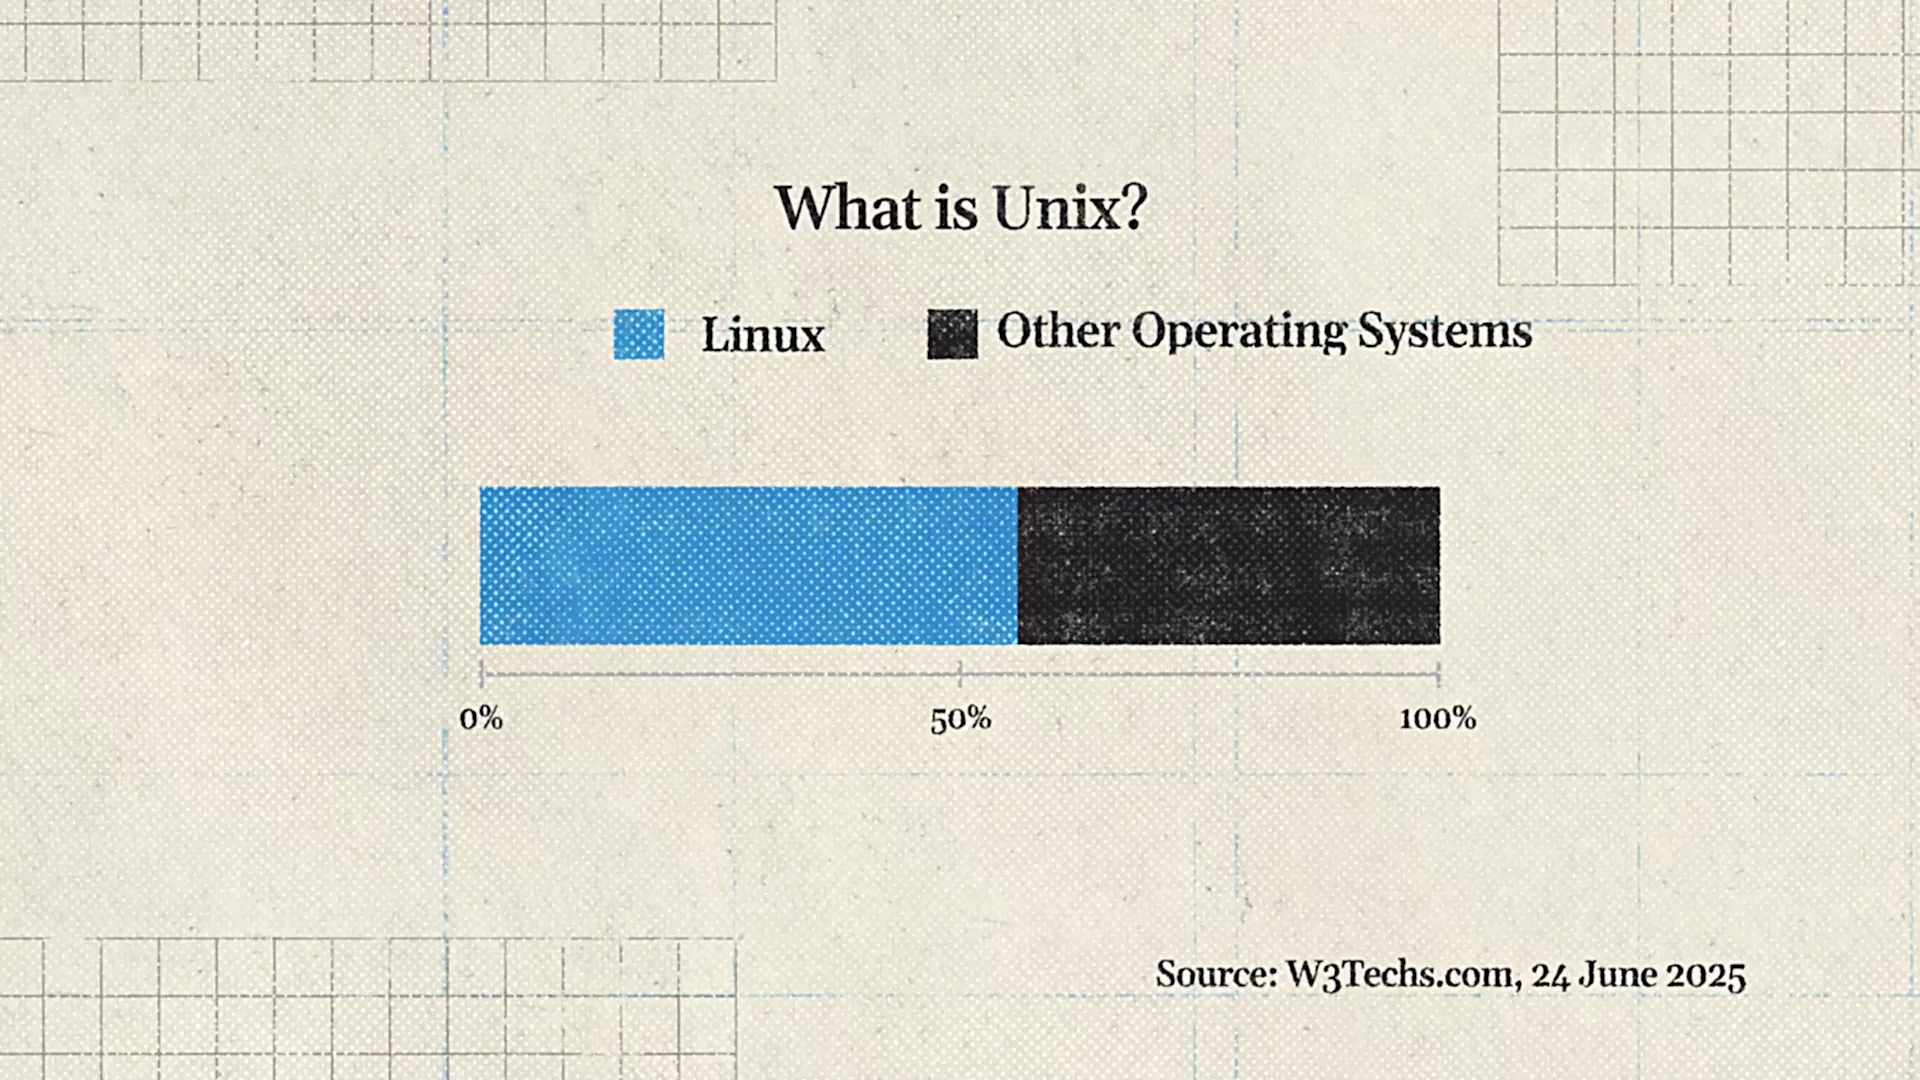 What is Unix?
Linux
Other Operating Systems
0%
50%
100%
Source: W3Techs.com, 24 June 2025